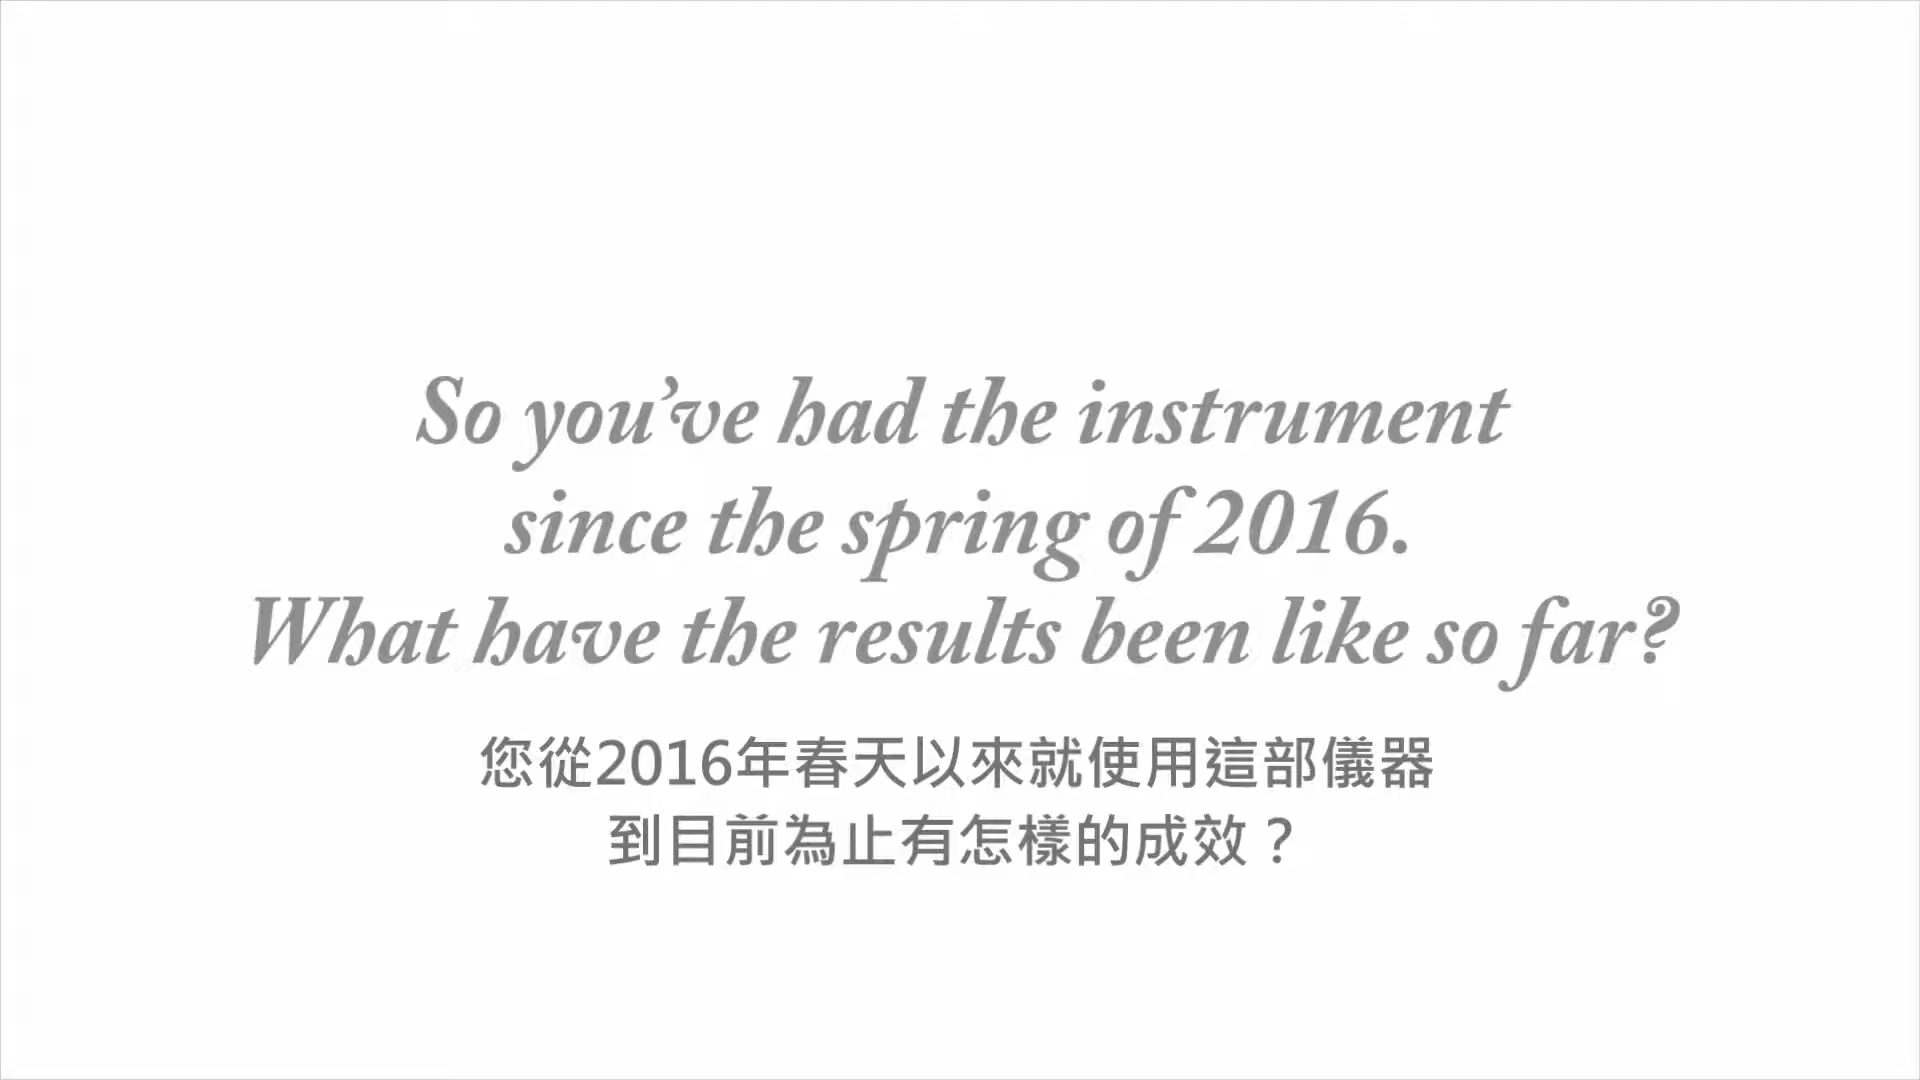 So you’ve had the instrument
since the spring of 2016.
What have the results been like so far?
您從2016年春天以來就使用這部儀器
到目前為止有怎樣的成效？